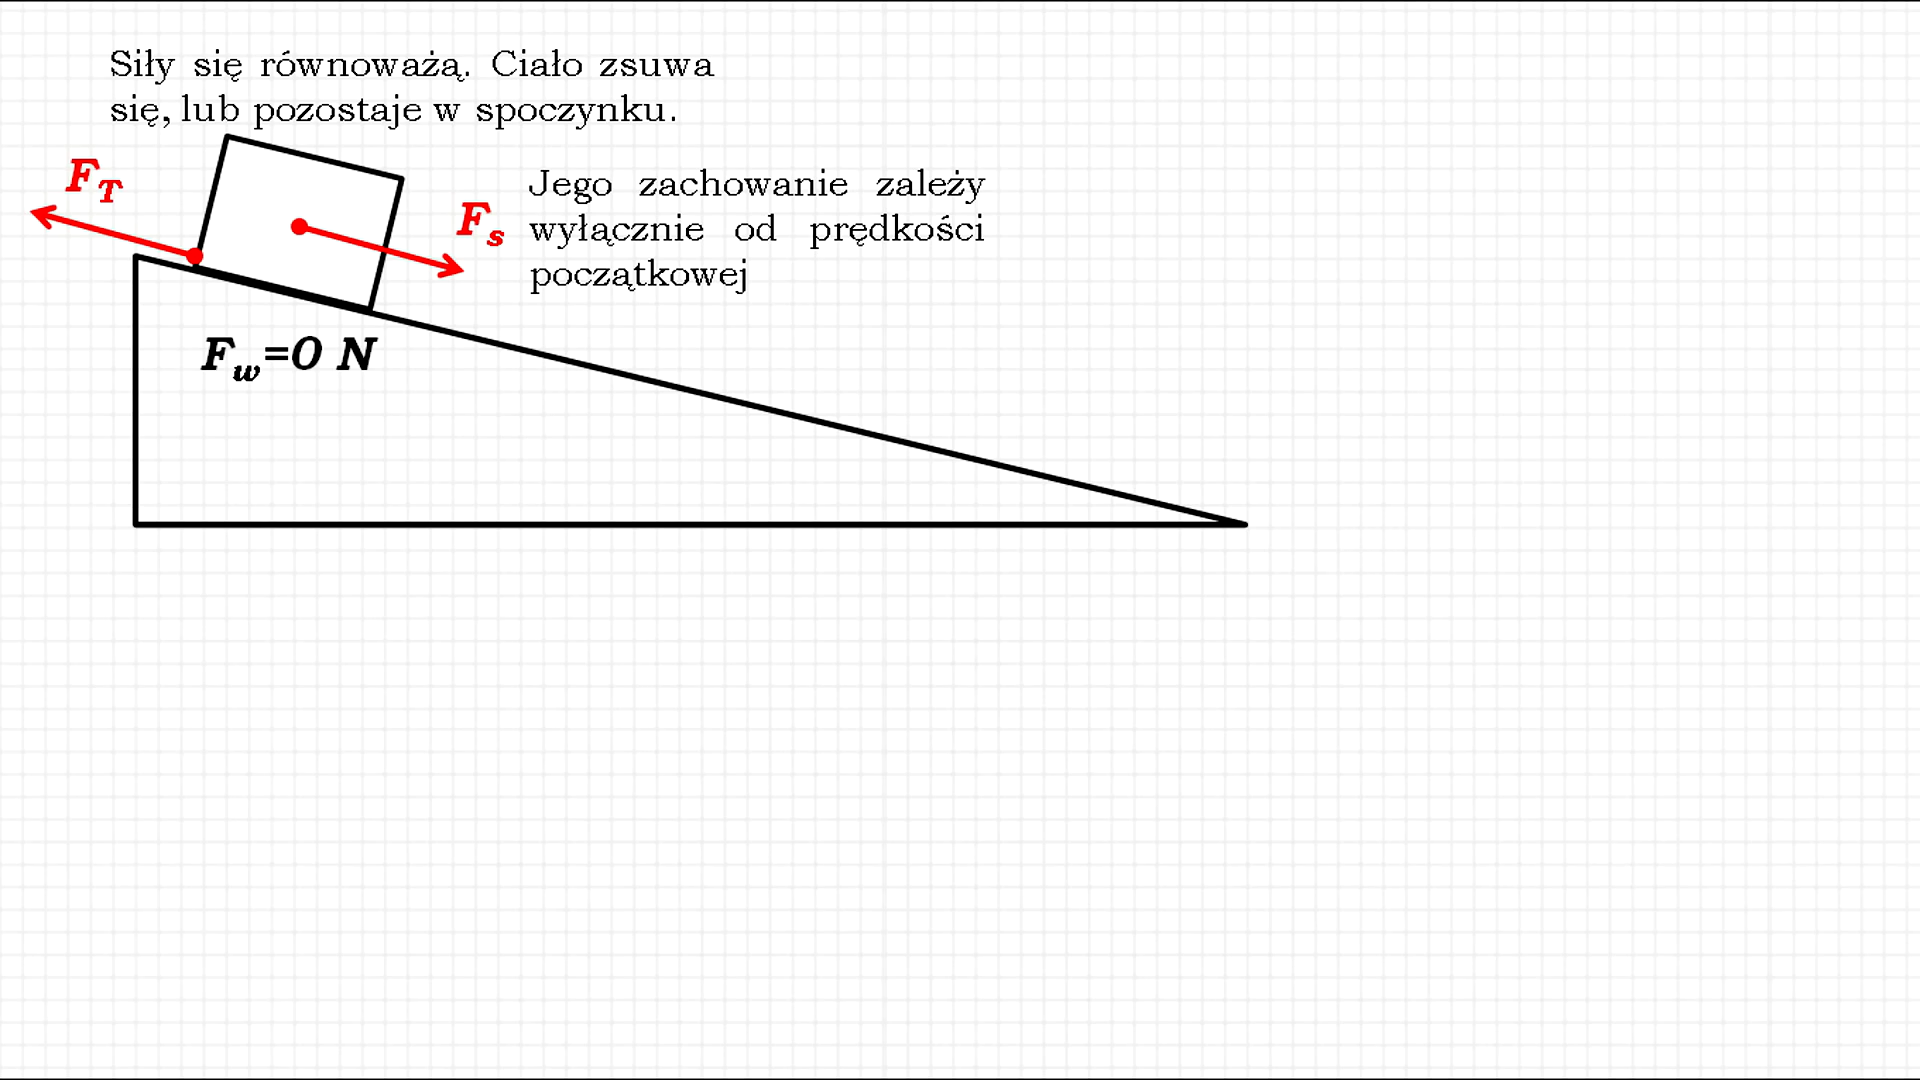 Siły się równoważą. Ciało zsuwa
się, lub pozostaje w spoczynku.
F_T
F_s
Jego zachowanie zależy
wyłącznie od prędkości
początkowej
F_w=0 N